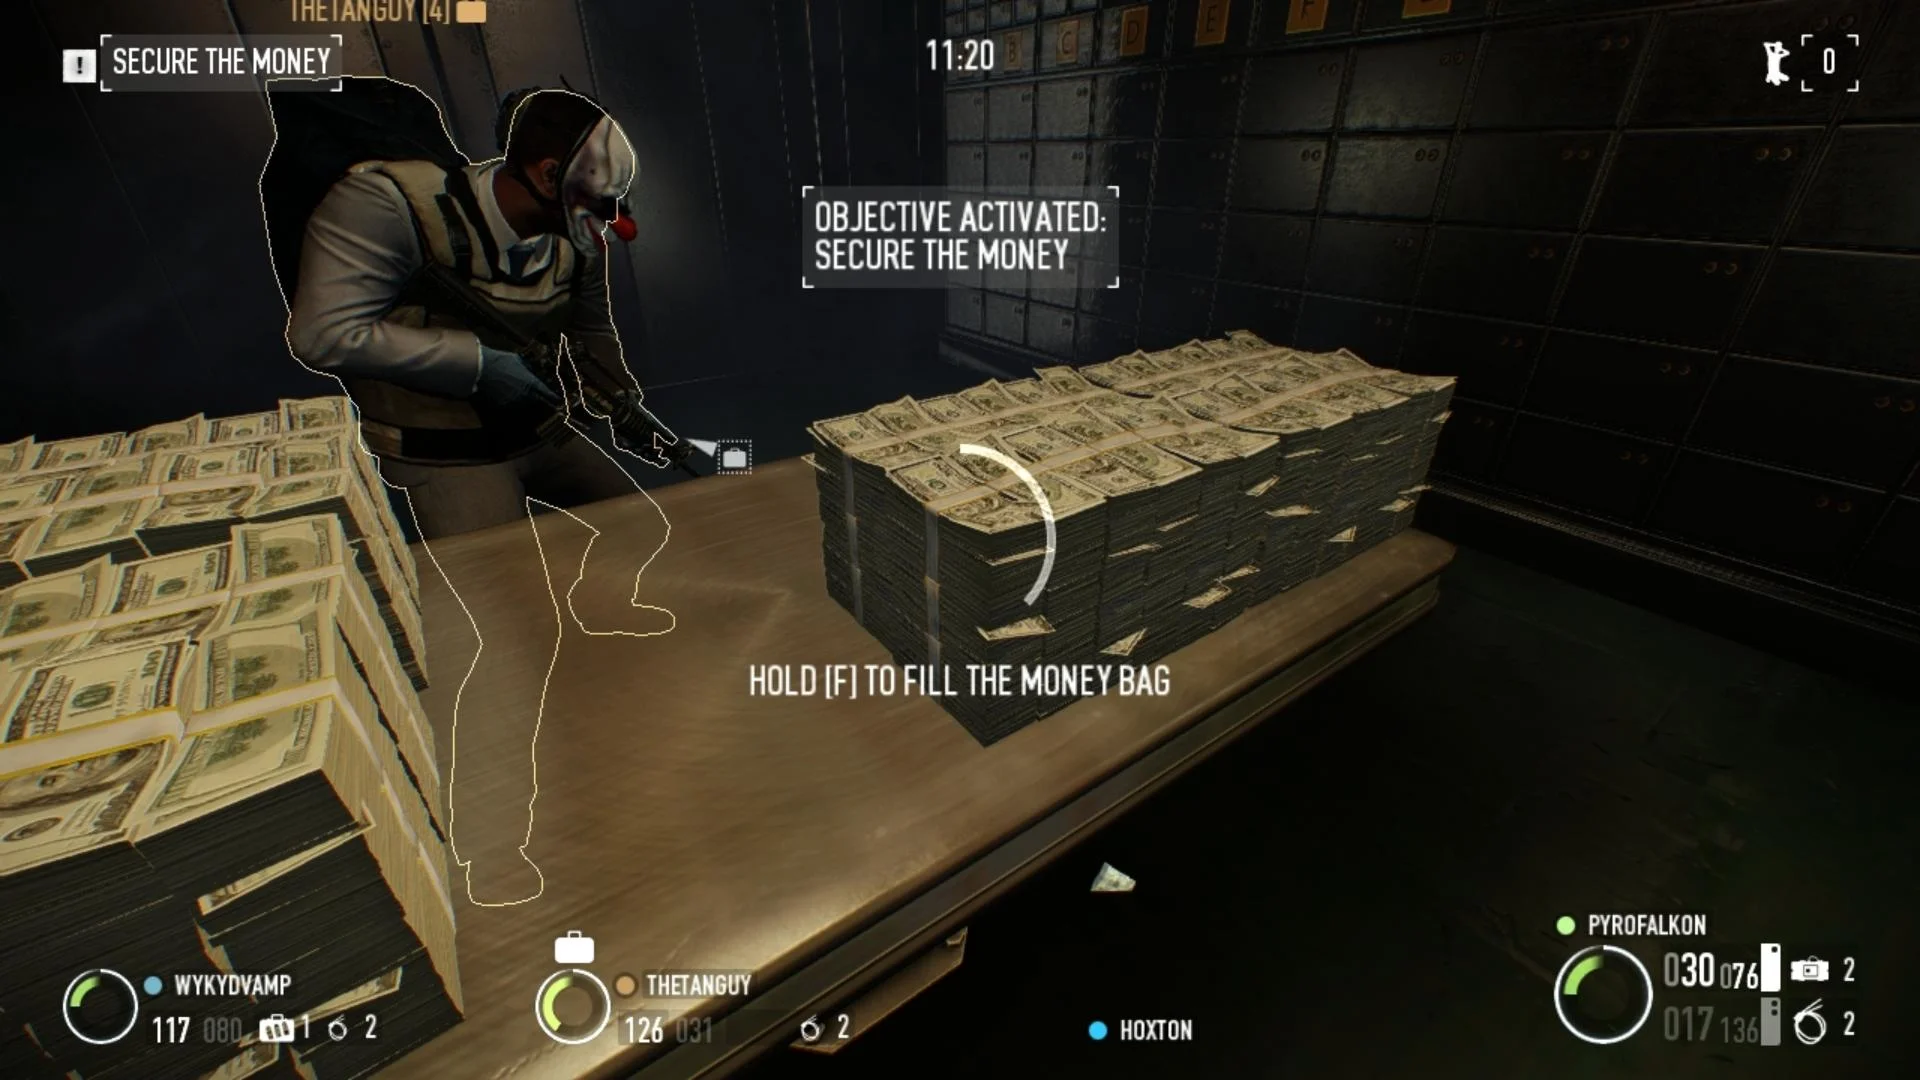 THETANGUY [4]
! SECURE THE MONEY
11:20
0
B C D E F
OBJECTIVE ACTIVATED:
SECURE THE MONEY
HOLD [F] TO FILL THE MONEY BAG
WYKYDVAMP
117 080 1 2
THETANGUY
126 031 2
HOXTON
PYROFALKON
030 076 2
017 136 2